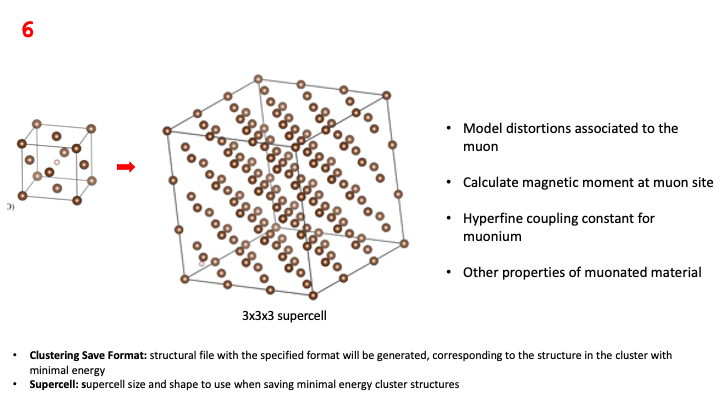 6
• Model distortions associated to the
muon
• Calculate magnetic moment at muon site
• Hyperfine coupling constant for
muonium
• Other properties of muonated material
3x3x3 supercell
• Clustering Save Format: structural file with the specified format will be generated, corresponding to the structure in the cluster with
minimal energy
• Supercell: supercell size and shape to use when saving minimal energy cluster structures